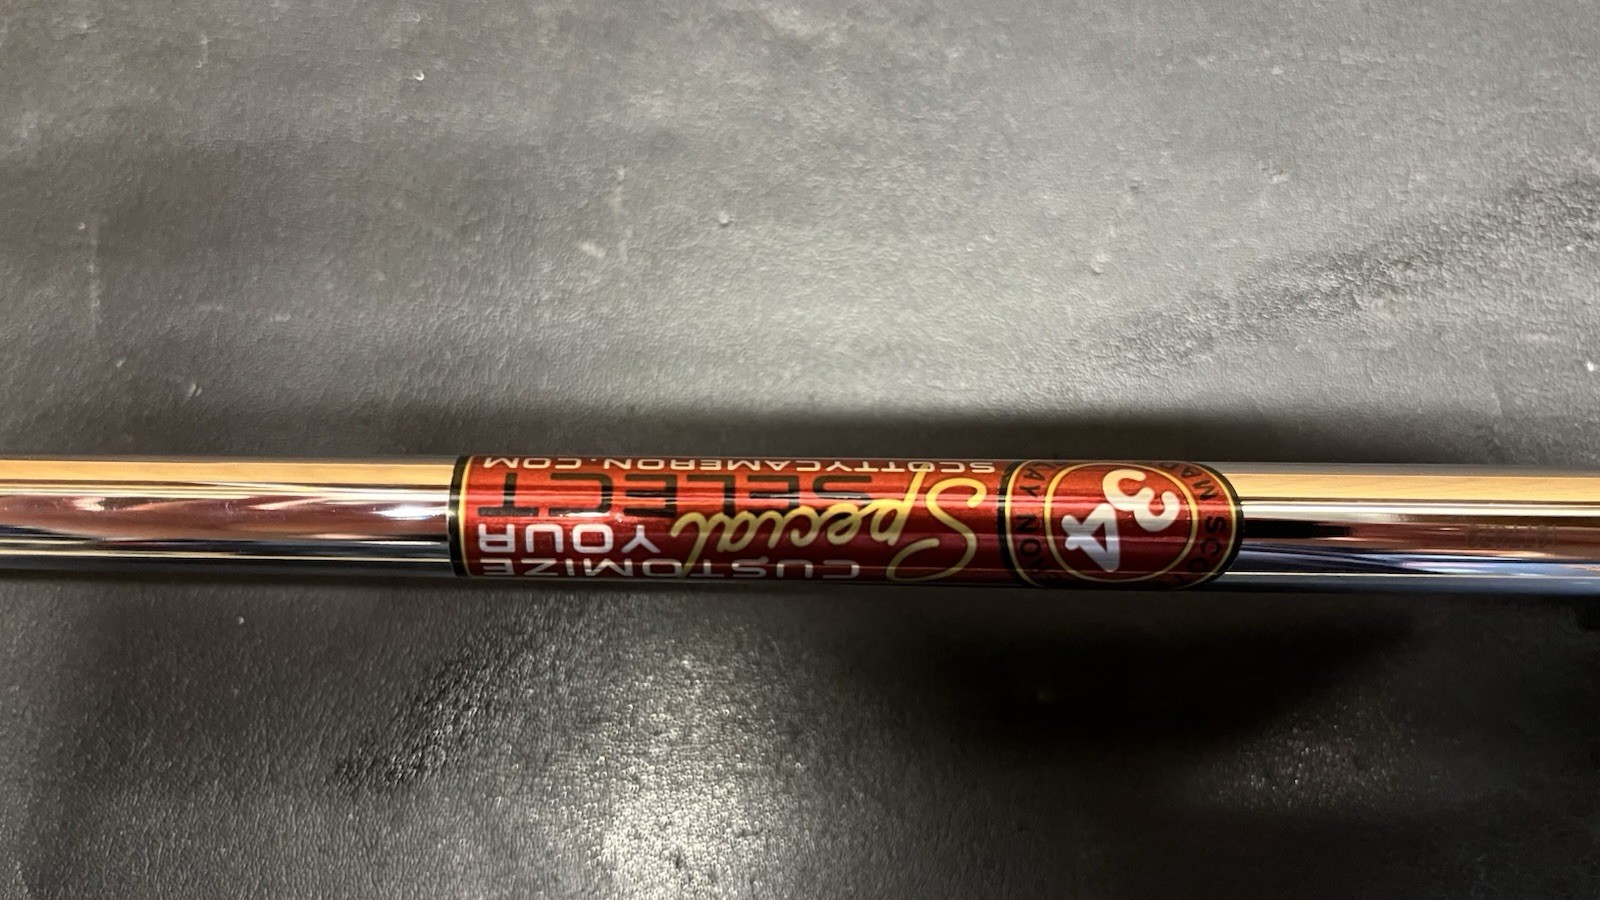 CUSTOMIZE
YOUR
Special
SELECT
SCOTTYCAMERON.COM
34